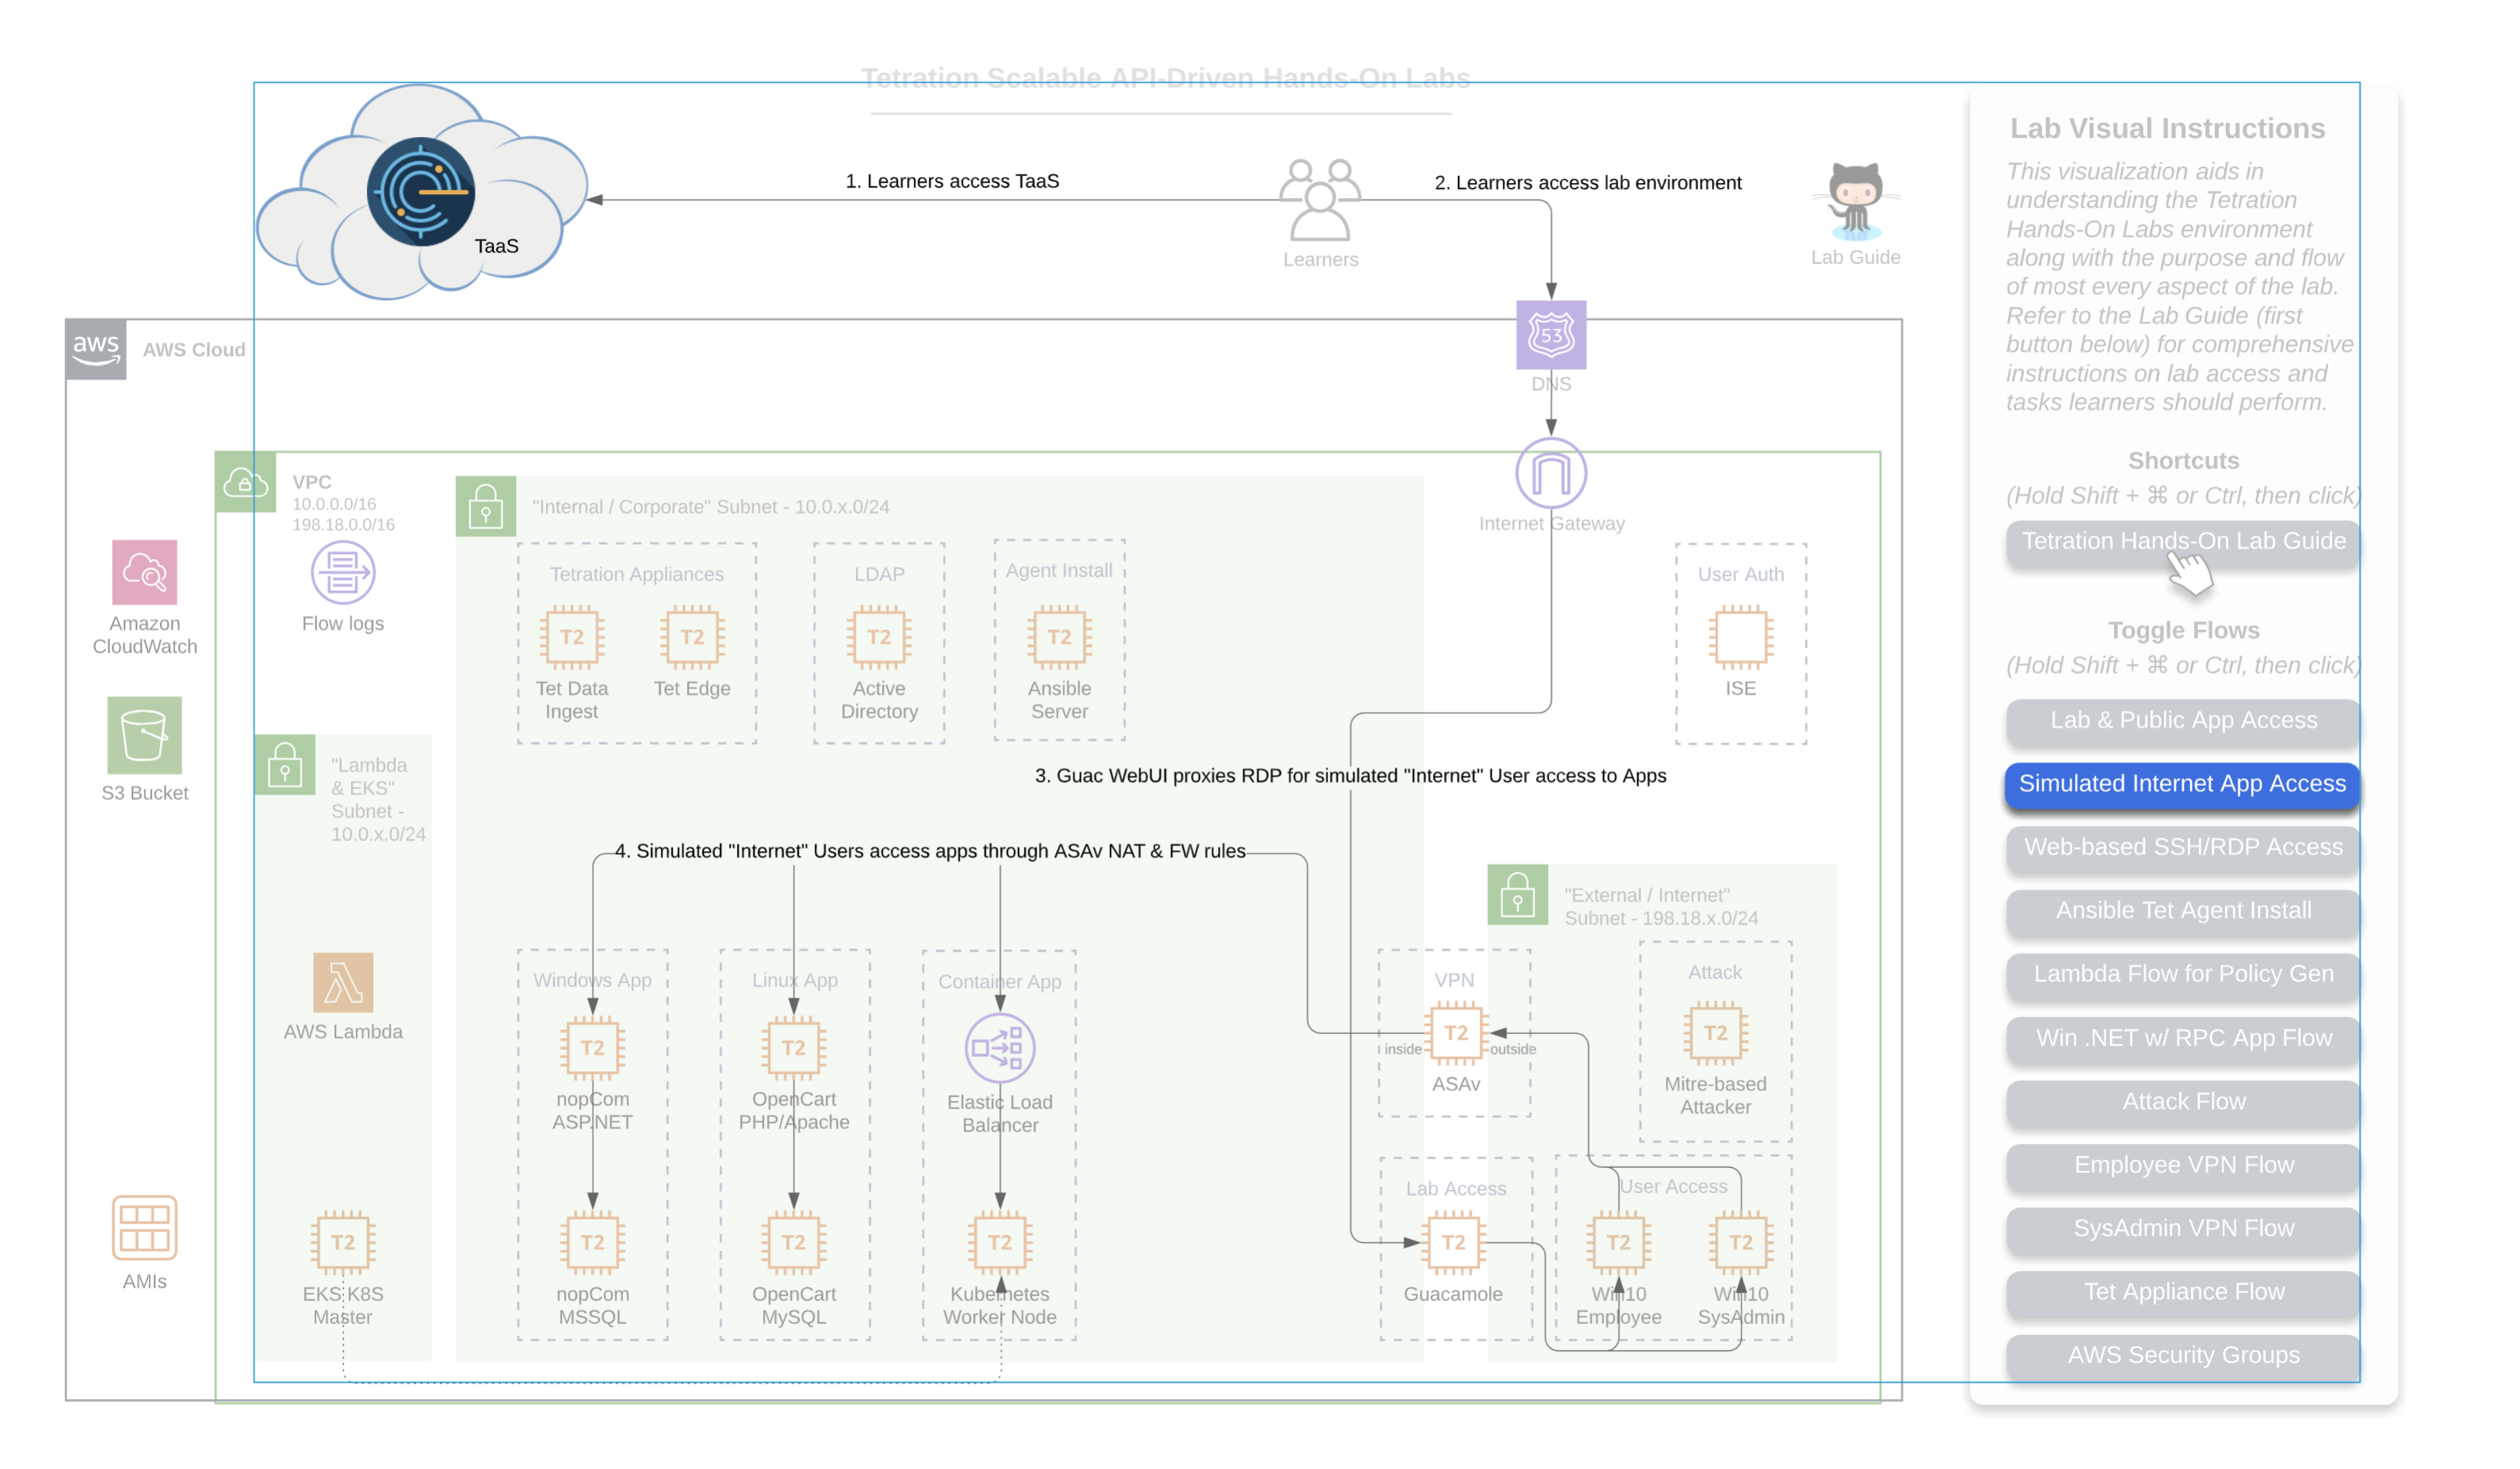 Tetration Scalable API-Driven Hands-On Labs
TaaS
1. Learners access TaaS
Learners
2. Learners access lab environment
Lab Guide
aws
AWS Cloud
53
DNS
Internet Gateway
VPC
10.0.0.0/16
198.18.0.0/16
Flow logs
Amazon
CloudWatch
S3 Bucket
AMIs
"Lambda
& EKS"
Subnet -
10.0.x.0/24
AWS Lambda
T2
EKS K8S
Master
"Internal / Corporate" Subnet - 10.0.x.0/24
Tetration Appliances
T2
Tet Data
Ingest
T2
Tet Edge
LDAP
T2
Active
Directory
Agent Install
T2
Ansible
Server
User Auth
ISE
3. Guac WebUI proxies RDP for simulated "Internet" User access to Apps
4. Simulated "Internet" Users access apps through ASAv NAT & FW rules
Windows App
T2
nopCom
ASP.NET
T2
nopCom
MSSQL
Linux App
T2
OpenCart
PHP/Apache
T2
OpenCart
MySQL
Container App
Elastic Load
Balancer
T2
Kubernetes
Worker Node
"External / Internet"
Subnet - 198.18.x.0/24
VPN
T2
inside
outside
ASAv
Attack
T2
Mitre-based
Attacker
Lab Access
T2
Guacamole
User Access
T2
Win10
Employee
T2
Win10
SysAdmin
Lab Visual Instructions
This visualization aids in
understanding the Tetration
Hands-On Labs environment
along with the purpose and flow
of most every aspect of the lab.
Refer to the Lab Guide (first
button below) for comprehensive
instructions on lab access and
tasks learners should perform.
Shortcuts
(Hold Shift + ⌘ or Ctrl, then click)
Tetration Hands-On Lab Guide
Toggle Flows
(Hold Shift + ⌘ or Ctrl, then click)
Lab & Public App Access
Simulated Internet App Access
Web-based SSH/RDP Access
Ansible Tet Agent Install
Lambda Flow for Policy Gen
Win .NET w/ RPC App Flow
Attack Flow
Employee VPN Flow
SysAdmin VPN Flow
Tet Appliance Flow
AWS Security Groups